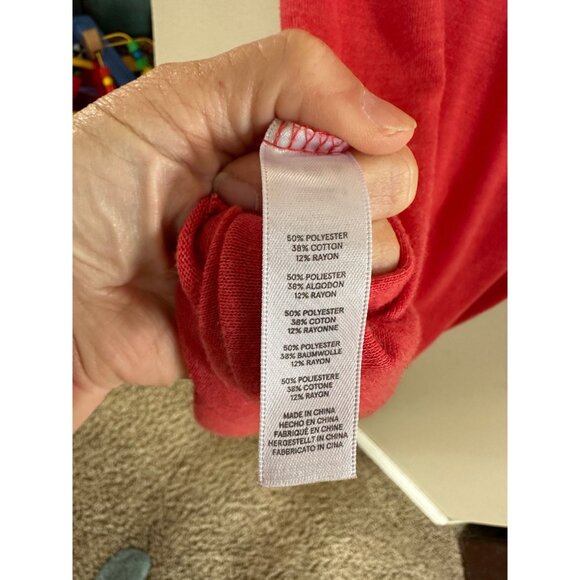 50% POLYESTER
38% COTTON
12% RAYON
50% POLIESTER
38% ALGODON
12% RAYON
50% POLYESTER
38% COTON
12% RAYONNE
50% POLYESTER
38% BAUMWOLLE
12% RAYON
50% POLIESTERE
38% COTONE
12% RAYON
MADE IN CHINA
HECHO EN CHINA
FABRIQUÉ EN CHINE
HERGESTELLT IN CHINA
FABBRICATO IN CINA